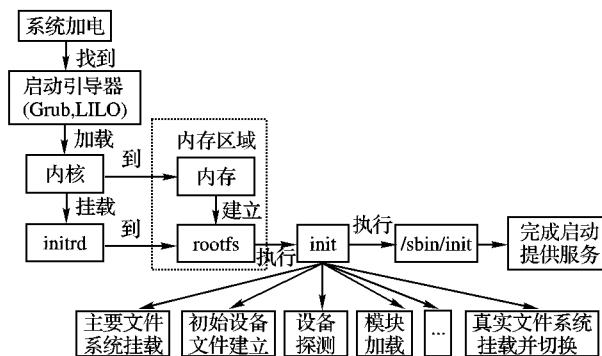 系统加电
找到
启动引导器
(Grub,LILO)
加载
内存区域
内核
到
内存
挂载
建立
initrd
到
rootfs
执行
init
执行
/sbin/init
完成启动
提供服务
主要文件
系统挂载
初始设备
文件建立
设备
探测
模块
加载
...
真实文件系统
挂载并切换